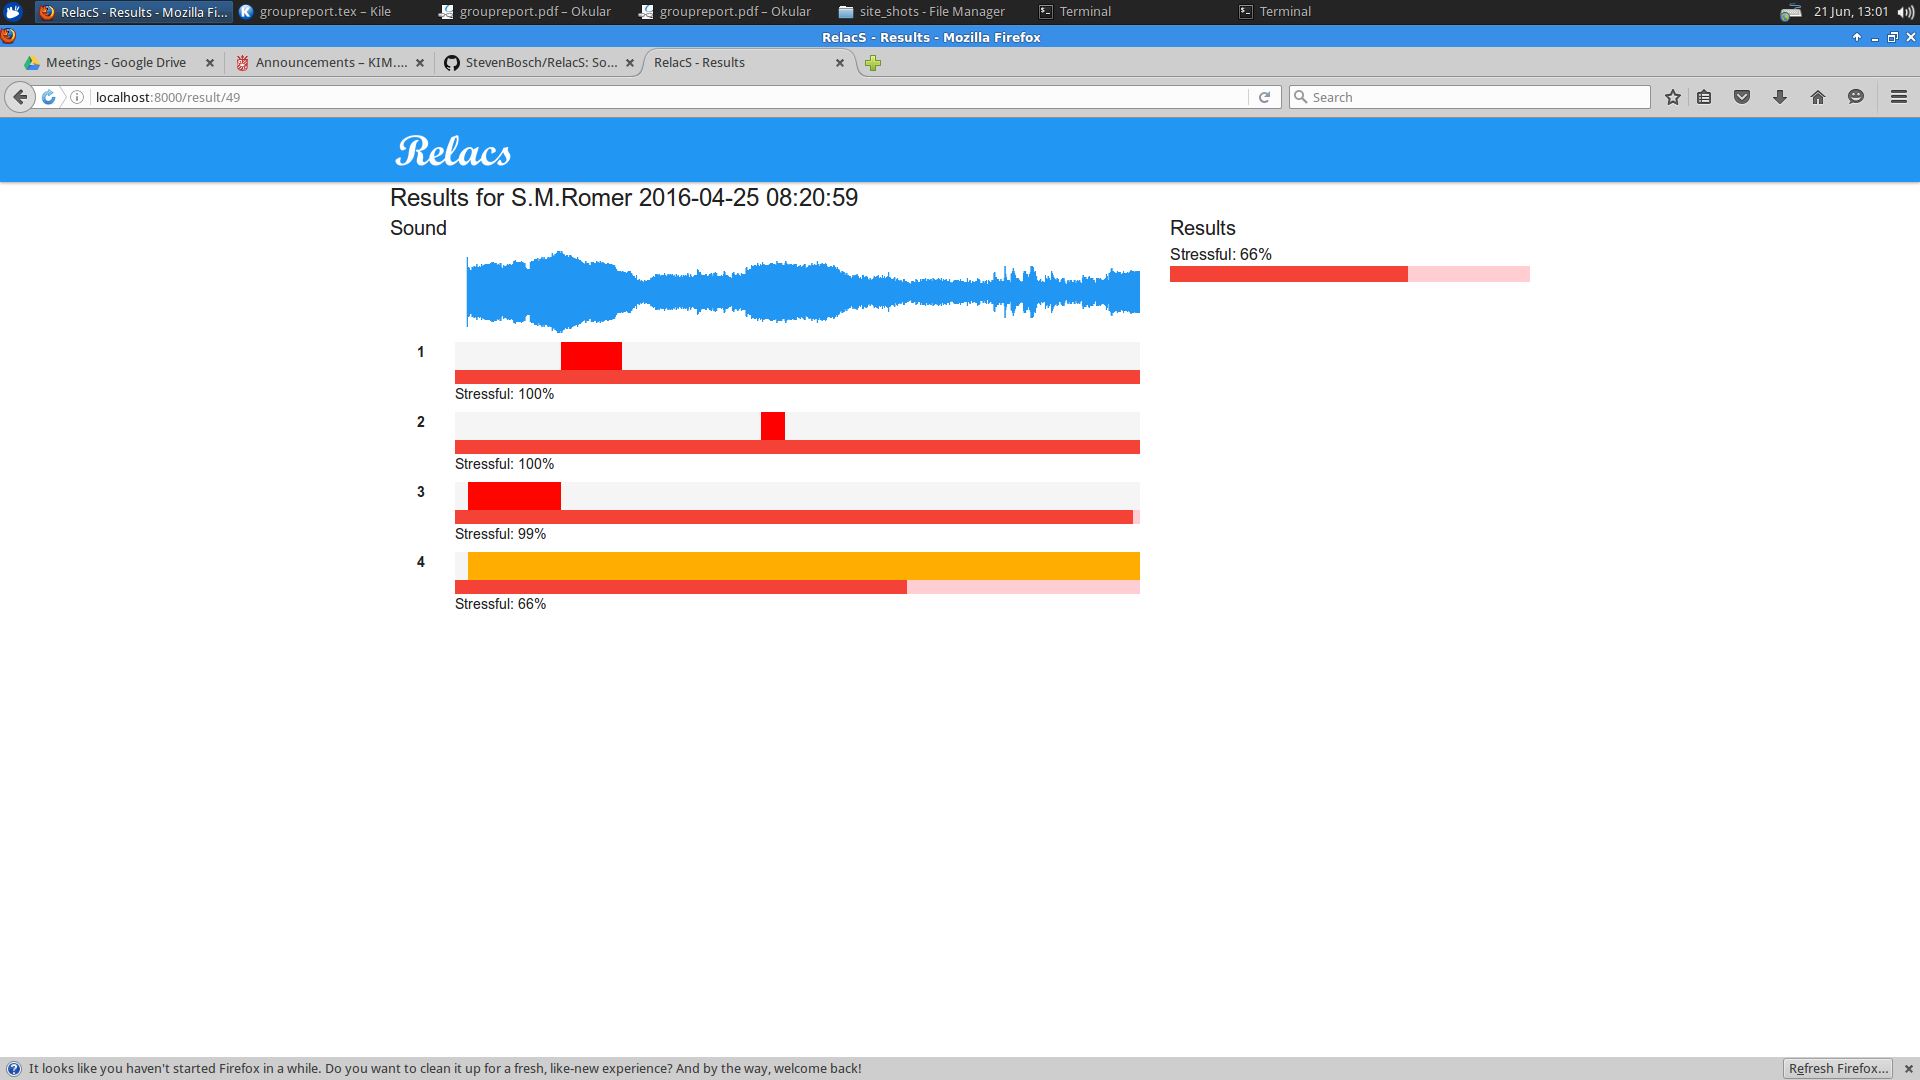 RelacS - Results - Mozilla Fi...
groupreport.tex – Kile
groupreport.pdf – Okular
groupreport.pdf – Okular
site_shots - File Manager
Terminal
Terminal
21 Jun, 13:01
RelacS - Results - Mozilla Firefox
Meetings - Google Drive
Announcements – KIM....
StevenBosch/RelacS: So...
RelacS - Results
localhost:8000/result/49
Search
Relacs
Results for S.M.Romer 2016-04-25 08:20:59
Sound
Results
Stressful: 66%
1
Stressful: 100%
2
Stressful: 100%
3
Stressful: 99%
4
Stressful: 66%
It looks like you haven't started Firefox in a while. Do you want to clean it up for a fresh, like-new experience? And by the way, welcome back!
Refresh Firefox...